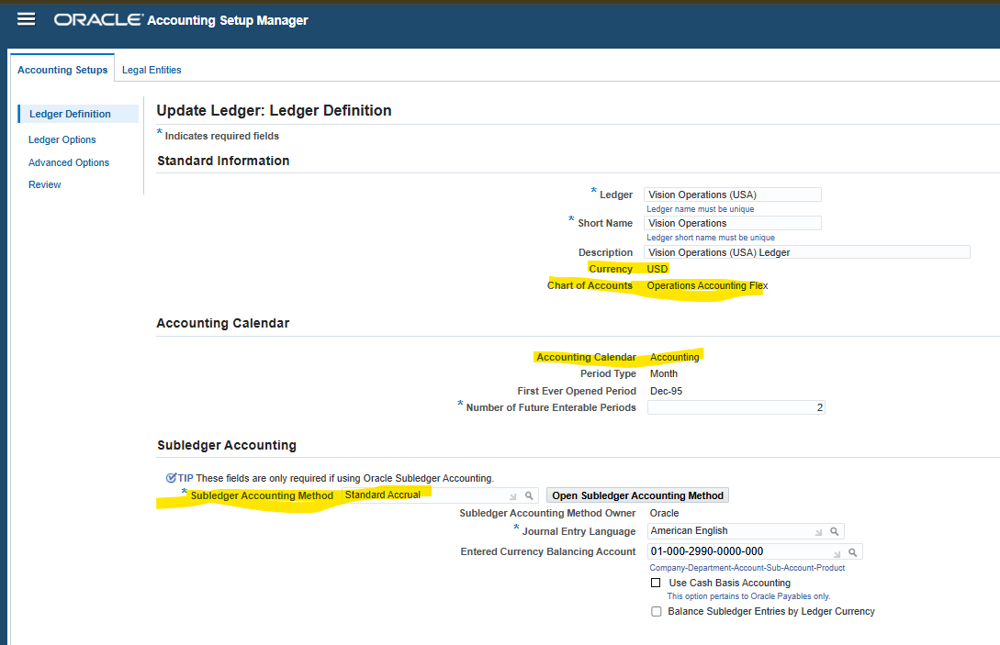 ORACLE® Accounting Setup Manager
Accounting Setups Legal Entities
Ledger Definition
Ledger Options
Advanced Options
Review
Update Ledger: Ledger Definition
* Indicates required fields
Standard Information
* Ledger Vision Operations (USA)
Ledger name must be unique
* Short Name Vision Operations
Ledger short name must be unique
Description Vision Operations (USA) Ledger
Currency USD
Chart of Accounts Operations Accounting Flex
Accounting Calendar
Accounting Calendar Accounting
Period Type Month
First Ever Opened Period Dec-95
* Number of Future Enterable Periods 2
Subledger Accounting
TIP These fields are only required if using Oracle Subledger Accounting.
* Subledger Accounting Method Standard Accrual Open Subledger Accounting Method
Subledger Accounting Method Owner Oracle
* Journal Entry Language American English
Entered Currency Balancing Account 01-000-2990-0000-000
Company-Department-Account-Sub-Account-Product
Use Cash Basis Accounting
This option pertains to Oracle Payables only.
Balance Subledger Entries by Ledger Currency